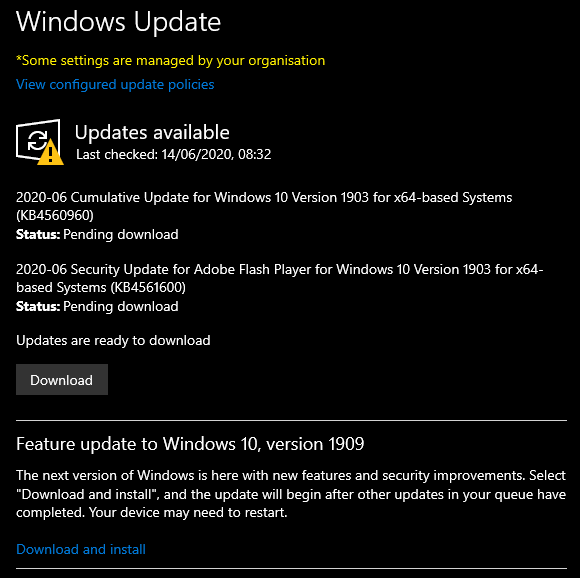 Windows Update
*Some settings are managed by your organisation
View configured update policies
Updates available
Last checked: 14/06/2020, 08:32
2020-06 Cumulative Update for Windows 10 Version 1903 for x64-based Systems
(KB4560960)
Status: Pending download
2020-06 Security Update for Adobe Flash Player for Windows 10 Version 1903 for x64-
based Systems (KB4561600)
Status: Pending download
Updates are ready to download
Download
Feature update to Windows 10, version 1909
The next version of Windows is here with new features and security improvements. Select
"Download and install", and the update will begin after other updates in your queue have
completed. Your device may need to restart.
Download and install